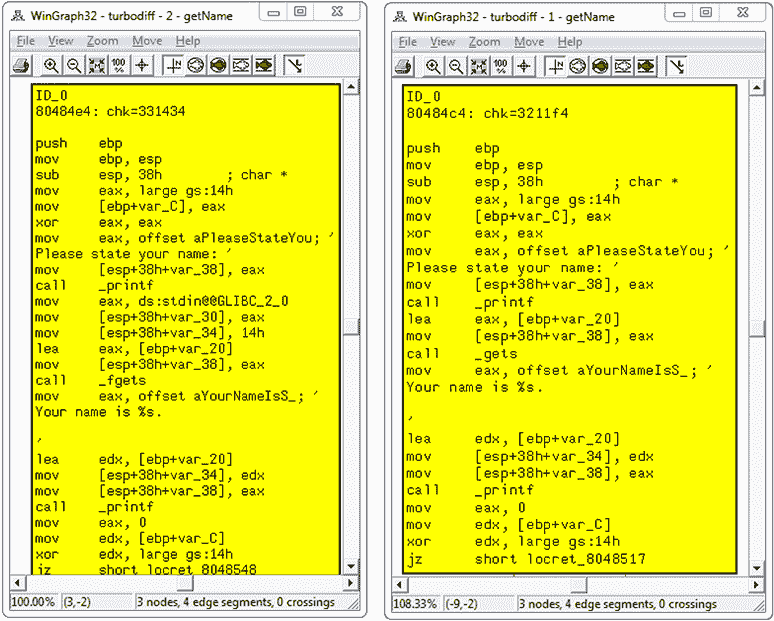 WinGraph32 - turbodiff - 2 - getName
File View Zoom Move Help
100 %
ID_0
80484e4: chk=331434
push ebp
mov ebp, esp
sub esp, 38h ; char *
mov eax, large gs:14h
mov [ebp+var_C], eax
xor eax, eax
mov eax, offset aPleaseStateYou; '
Please state your name: '
mov [esp+38h+var_38], eax
call _printf
mov eax, ds:stdin@@GLIBC_2_0
mov [esp+38h+var_30], eax
mov [esp+38h+var_34], 14h
lea eax, [ebp+var_20]
mov [esp+38h+var_38], eax
call _fgets
mov eax, offset aYourNameIsS_; '
Your name is %s.
'
lea edx, [ebp+var_20]
mov [esp+38h+var_34], edx
mov [esp+38h+var_38], eax
call _printf
mov eax, 0
mov edx, [ebp+var_C]
xor edx, large gs:14h
jz short locret_8048548
100.00% (3,-2) 3 nodes, 4 edge segments, 0 crossings
WinGraph32 - turbodiff - 1 - getName
File View Zoom Move Help
100 %
ID_0
80484c4: chk=3211f4
push ebp
mov ebp, esp
sub esp, 38h ; char *
mov eax, large gs:14h
mov [ebp+var_C], eax
xor eax, eax
mov eax, offset aPleaseStateYou; '
Please state your name: '
mov [esp+38h+var_38], eax
call _printf
lea eax, [ebp+var_20]
mov [esp+38h+var_38], eax
call _gets
mov eax, offset aYourNameIsS_; '
Your name is %s.
'
lea edx, [ebp+var_20]
mov [esp+38h+var_34], edx
mov [esp+38h+var_38], eax
call _printf
mov eax, 0
mov edx, [ebp+var_C]
xor edx, large gs:14h
jz short locret_8048517
108.33% (-9,-2) 3 nodes, 4 edge segments, 0 crossings